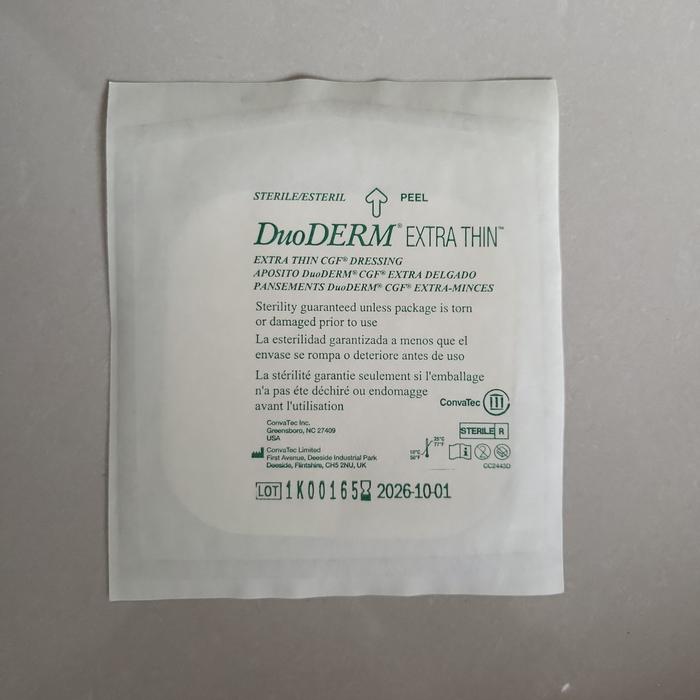 STERILE/ESTERIL PEEL
DuoDERM® EXTRA THIN™
EXTRA THIN CGF® DRESSING
APOSITO DuoDERM® CGF® EXTRA DELGADO
PANSEMENTS DuoDERM® CGF® EXTRA-MINCES
Sterility guaranteed unless package is torn
or damaged prior to use
La esterilidad garantizada a menos que el
envase se rompa o deteriore antes de uso
La stérilité garantie seulement si l'emballage
n'a pas éte déchiré ou endomagge
avant l'utilisation
ConvaTec
ConvaTec Inc.
Greensboro, NC 27409
USA
STERILE R
ConvaTec Limited
First Avenue, Deeside Industrial Park
Deeside, Flintshire, CH5 2NU, UK
25°C
77°F
10°C
50°F
CC2443D
LOT 1K00165 2026-10-01